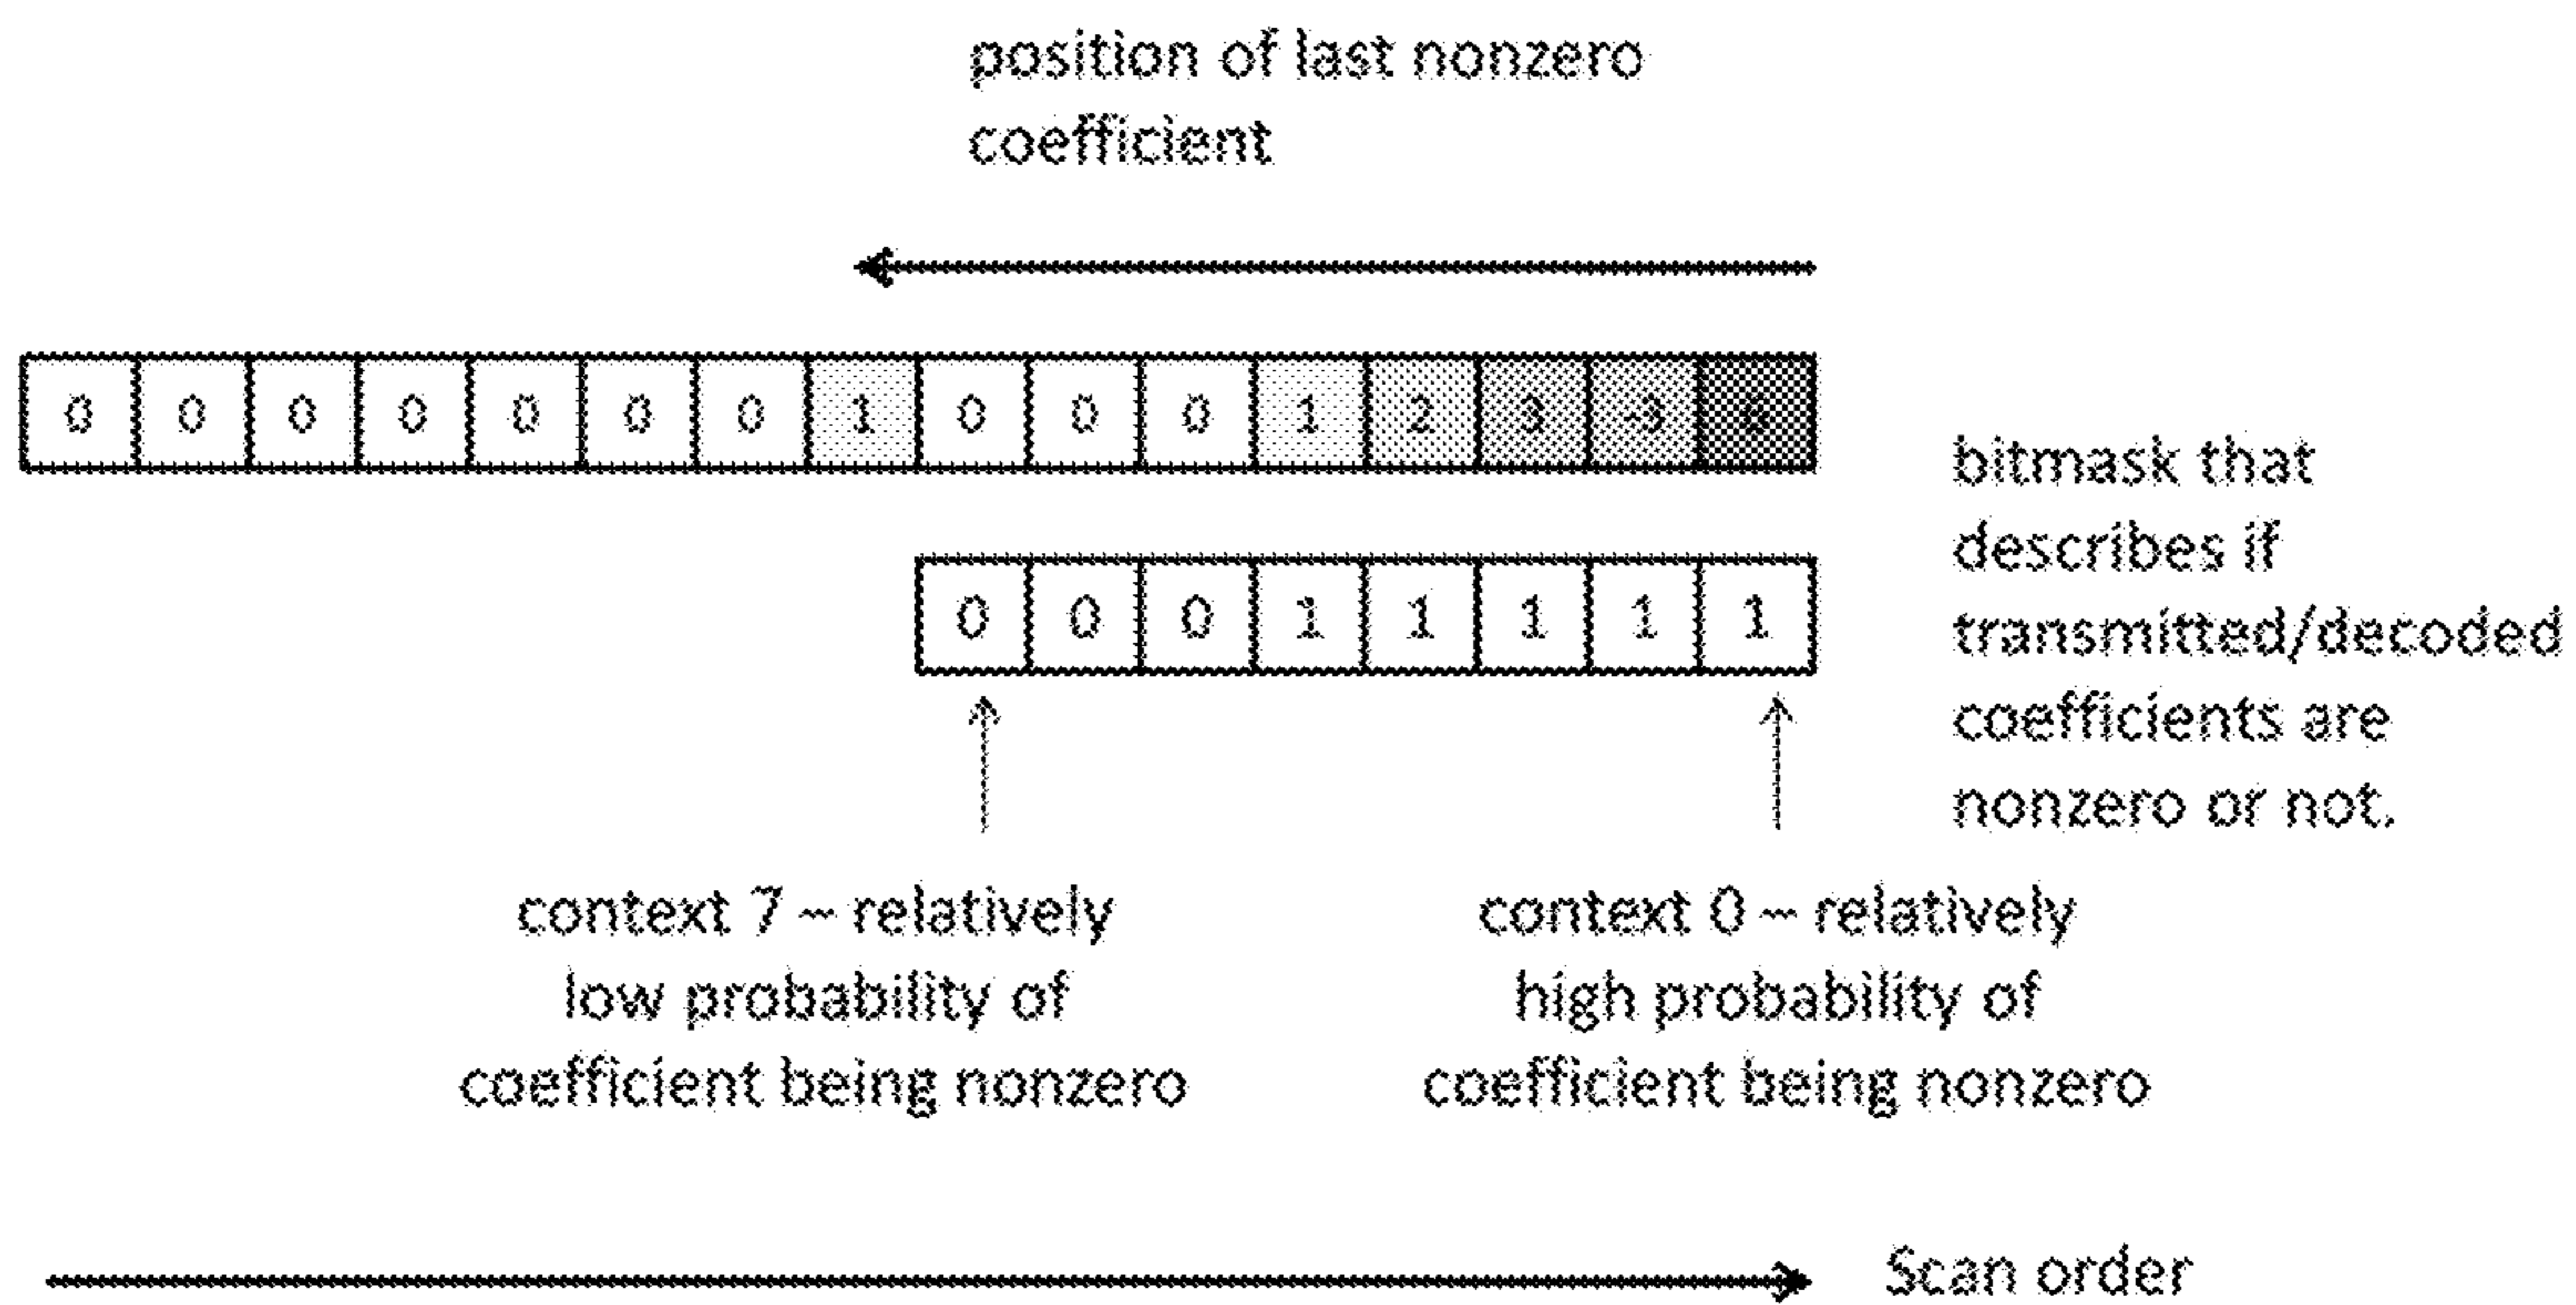 position of last nonzero
coefficient
0 0 0 0 0 0 0 1 0 0 0 1 2 3 -3
0 0 0 1 1 1 1 1
bitmask that
describes if
transmitted/decoded
coefficients are
nonzero or not.
context 7 – relatively
low probability of
coefficient being nonzero
context 0 – relatively
high probability of
coefficient being nonzero
Scan order